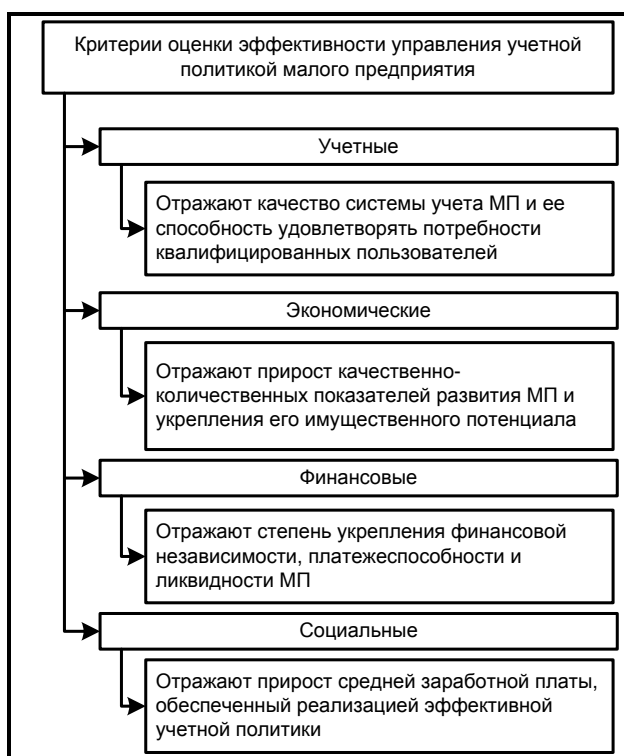 Критерии оценки эффективности управления учетной
политикой малого предприятия
Учетные
Отражают качество системы учета МП и ее
способность удовлетворять потребности
квалифицированных пользователей
Экономические
Отражают прирост качественно-
количественных показателей развития МП и
укрепления его имущественного потенциала
Финансовые
Отражают степень укрепления финансовой
независимости, платежеспособности и
ликвидности МП
Социальные
Отражают прирост средней заработной платы,
обеспеченный реализацией эффективной
учетной политики